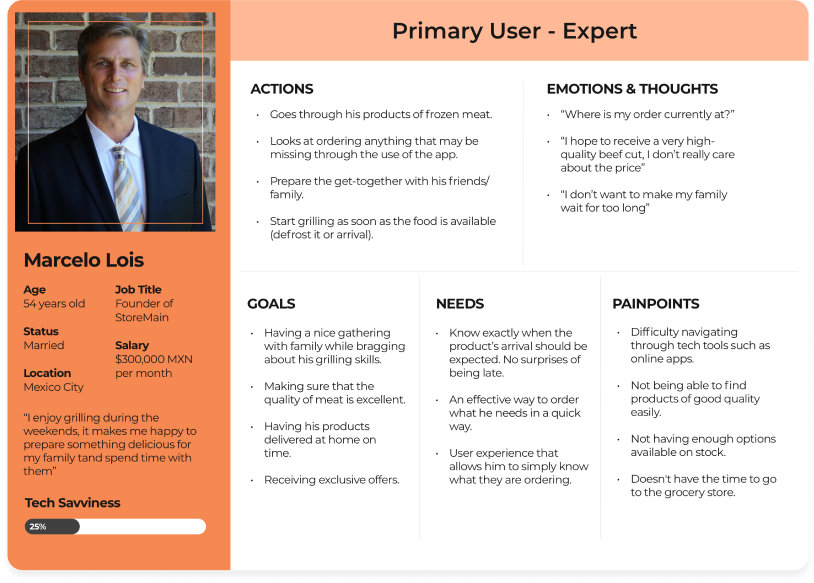 Primary User - Expert
Marcelo Lois
Age
54 years old
Job Title
Founder of
StoreMain
Status
Married
Salary
$300,000 MXN
per month
Location
Mexico City
“I enjoy grilling during the
weekends, it makes me happy to
prepare something delicious for
my family tand spend time with
them”
Tech Savviness
25%
ACTIONS
• Goes through his products of frozen meat.
• Looks at ordering anything that may be
missing through the use of the app.
• Prepare the get-together with his friends/
family.
• Start grilling as soon as the food is available
(defrost it or arrival).
EMOTIONS & THOUGHTS
• “Where is my order currently at?”
• “I hope to receive a very high-
quality beef cut, I don’t really care
about the price”
• “I don’t want to make my family
wait for too long”
GOALS
• Having a nice gathering
with family while bragging
about his grilling skills.
• Making sure that the
quality of meat is excellent.
• Having his products
delivered at home on
time.
• Receiving exclusive offers.
NEEDS
• Know exactly when the
product’s arrival should be
expected. No surprises of
being late.
• An effective way to order
what he needs in a quick
way.
• User experience that
allows him to simply know
what they are ordering.
PAINPOINTS
• Difficulty navigating
through tech tools such as
online apps.
• Not being able to find
products of good quality
easily.
• Not having enough options
available on stock.
• Doesn't have the time to go
to the grocery store.